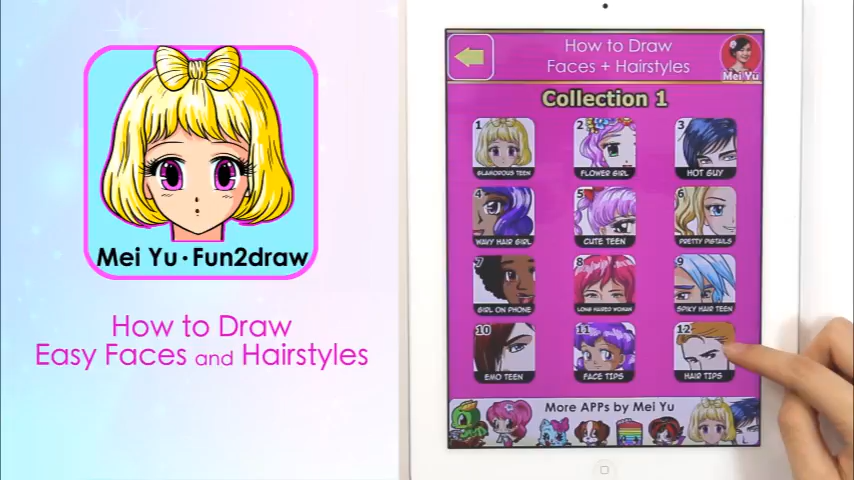 Mei Yu·Fun2draw
How to Draw
Easy Faces and Hairstyles
How to Draw
Faces + Hairstyles
Mei Yu
Collection 1
1
GLAMOROUS TEEN
2
FLOWER GIRL
3
HOT GUY
4
WAVY HAIR GIRL
5
CUTE TEEN
6
PRETTY PIGTAILS
7
GIRL ON PHONE
8
LONG HAIRED WOMAN
9
SPIKY HAIR TEEN
10
EMO TEEN
11
FACE TIPS
12
HAIR TIPS
More APPs by Mei Yu